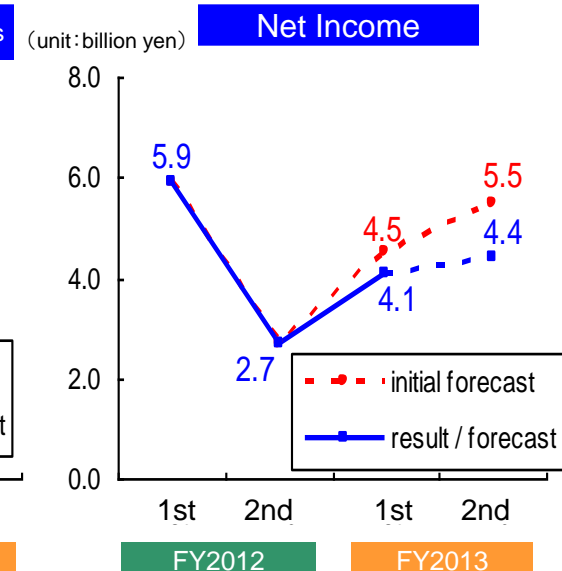 s
(unit:billion yen)
Net Income
8.0
6.0
4.0
2.0
0.0
5.9
2.7
4.5
4.1
5.5
4.4
initial forecast
result / forecast
t
1st
2nd
1st
2nd
FY2012
FY2013